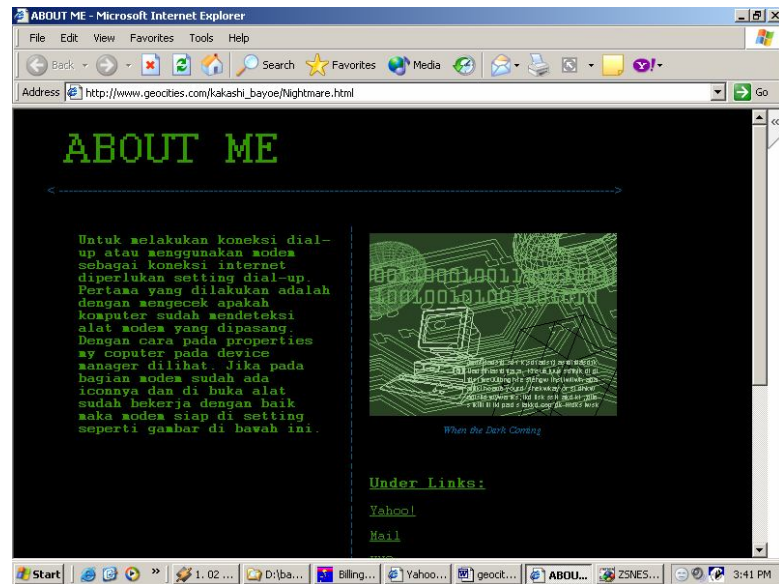 ABOUT ME - Microsoft Internet Explorer
File Edit View Favorites Tools Help
Back Search Favorites Media
Address http://www.geocities.com/kakashi_bayoe/Nightmare.html Go
ABOUT ME
Untuk melakukan koneksi dial-
up atau menggunakan modem
sebagai koneksi internet
diperlukan setting dial-up.
Pertama yang dilakukan adalah
dengan mengecek apakah
komputer sudah mendeteksi
alat modem yang dipasang.
Dengan cara pada properties
my coputer pada device
manager dilihat. Jika pada
bagian modem sudah ada
iconnya dan di buka alat
sudah bekerja dengan baik
maka modem siap di setting
seperti gambar di bawah ini.
When the Dark Coming
Under Links:
Yahoo!
Mail
Start 1. 02 ... D:\ba... Billing... Yahoo... geocit... ABOU... ZSNES... 3:41 PM